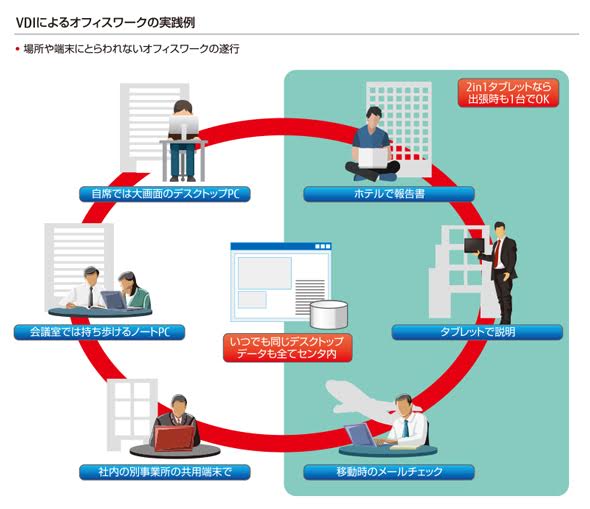 VDIによるオフィスワークの実践例
• 場所や端末にとらわれないオフィスワークの遂行
2in1タブレットなら
出張時も1台でOK
自席では大画面のデスクトップPC
ホテルで報告書
会議室では持ち歩けるノートPC
いつでも同じデスクトップ
データも全てセンタ内
タブレットで説明
社内の別事業所の共用端末で
移動時のメールチェック